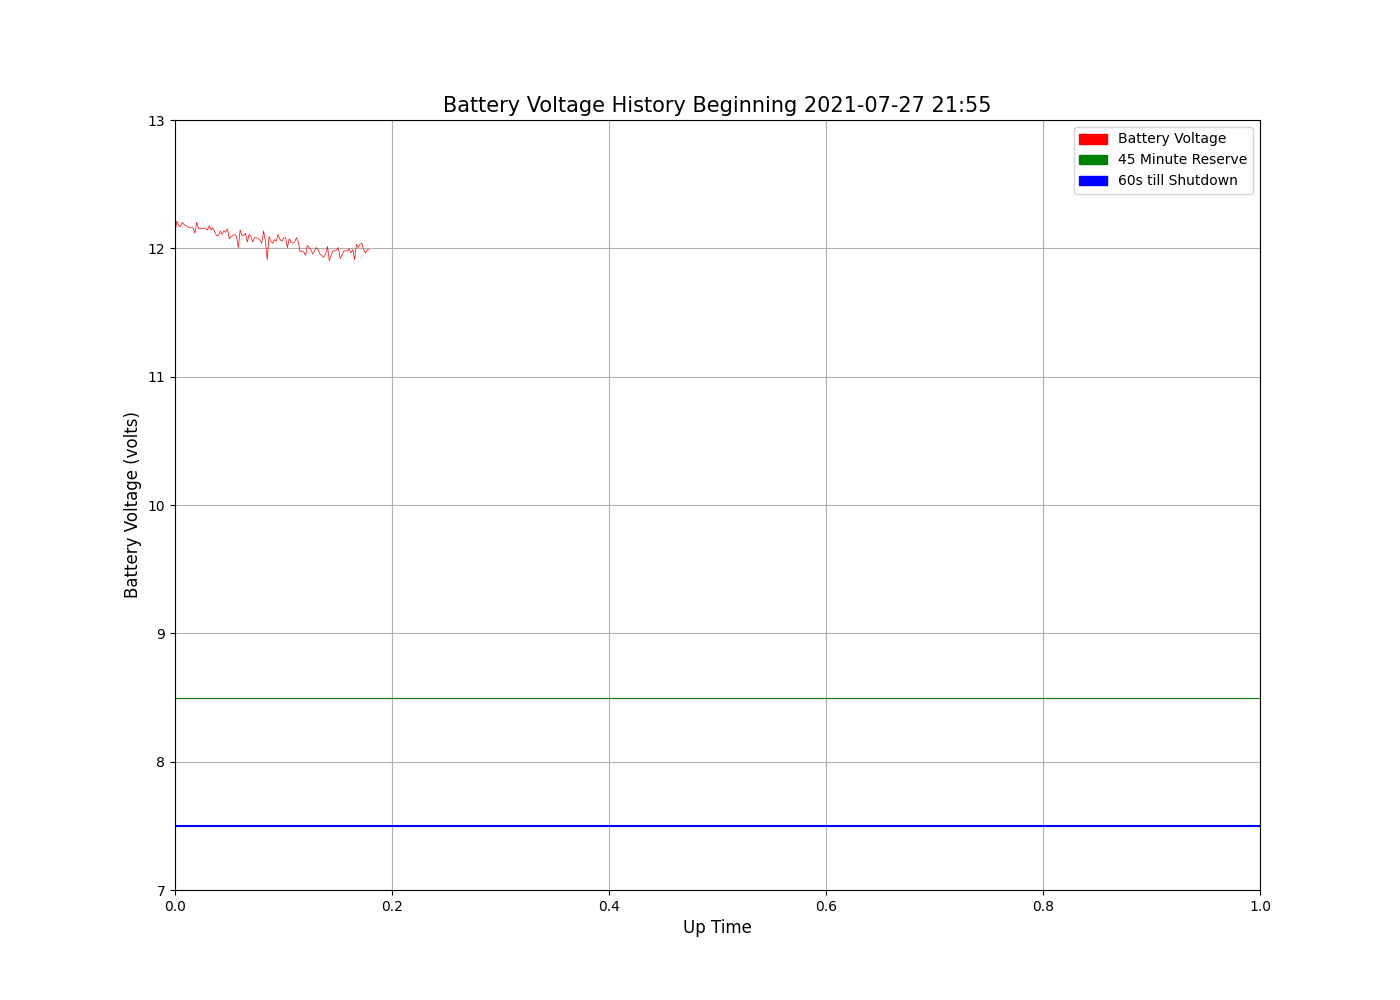 Battery Voltage History Beginning 2021-07-27 21:55
Battery Voltage
45 Minute Reserve
60s till Shutdown
13
12
11
10
9
8
7
Battery Voltage (volts)
0.0 0.2 0.4 0.6 0.8 1.0
Up Time